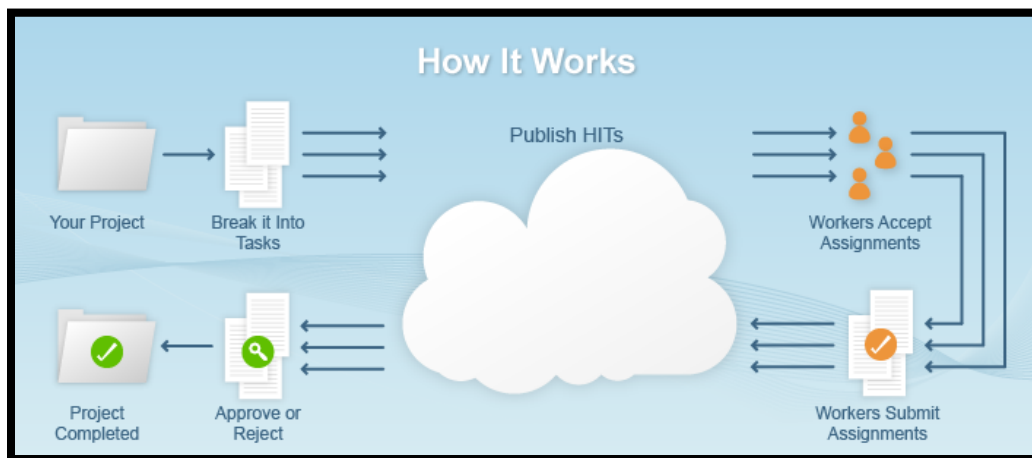 How It Works
Publish HITs
Your Project
Break it Into
Tasks
Workers Accept
Assignments
Project
Completed
Approve or
Reject
Workers Submit
Assignments